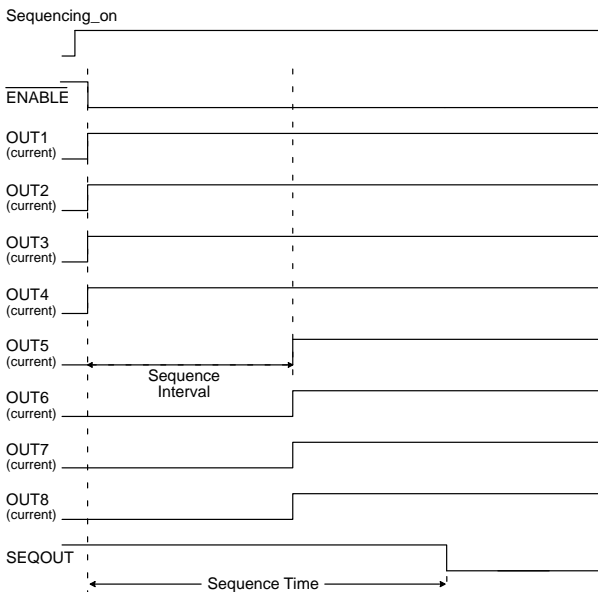 Sequencing_on
ENABLE
OUT1
(current)
OUT2
(current)
OUT3
(current)
OUT4
(current)
OUT5
(current)
Sequence
Interval
OUT6
(current)
OUT7
(current)
OUT8
(current)
SEQOUT
Sequence Time